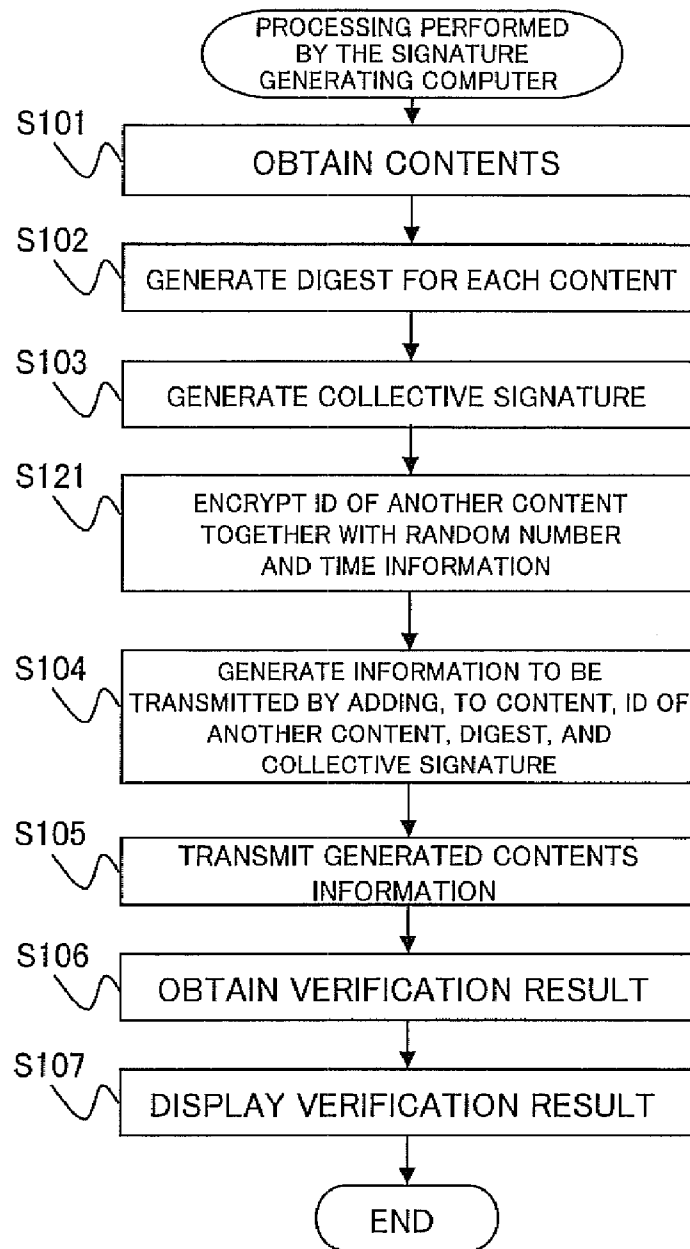 PROCESSING PERFORMED
BY THE SIGNATURE
GENERATING COMPUTER
S101
OBTAIN CONTENTS
S102
GENERATE DIGEST FOR EACH CONTENT
S103
GENERATE COLLECTIVE SIGNATURE
S121
ENCRYPT ID OF ANOTHER CONTENT
TOGETHER WITH RANDOM NUMBER
AND TIME INFORMATION
S104
GENERATE INFORMATION TO BE
TRANSMITTED BY ADDING, TO CONTENT, ID OF
ANOTHER CONTENT, DIGEST, AND
COLLECTIVE SIGNATURE
S105
TRANSMIT GENERATED CONTENTS
INFORMATION
S106
OBTAIN VERIFICATION RESULT
S107
DISPLAY VERIFICATION RESULT
END